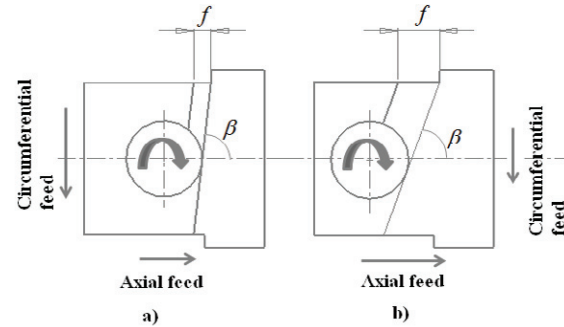 f
f
β
β
Circumferential
feed
Circumferential
feed
Axial feed
Axial feed
a)
b)